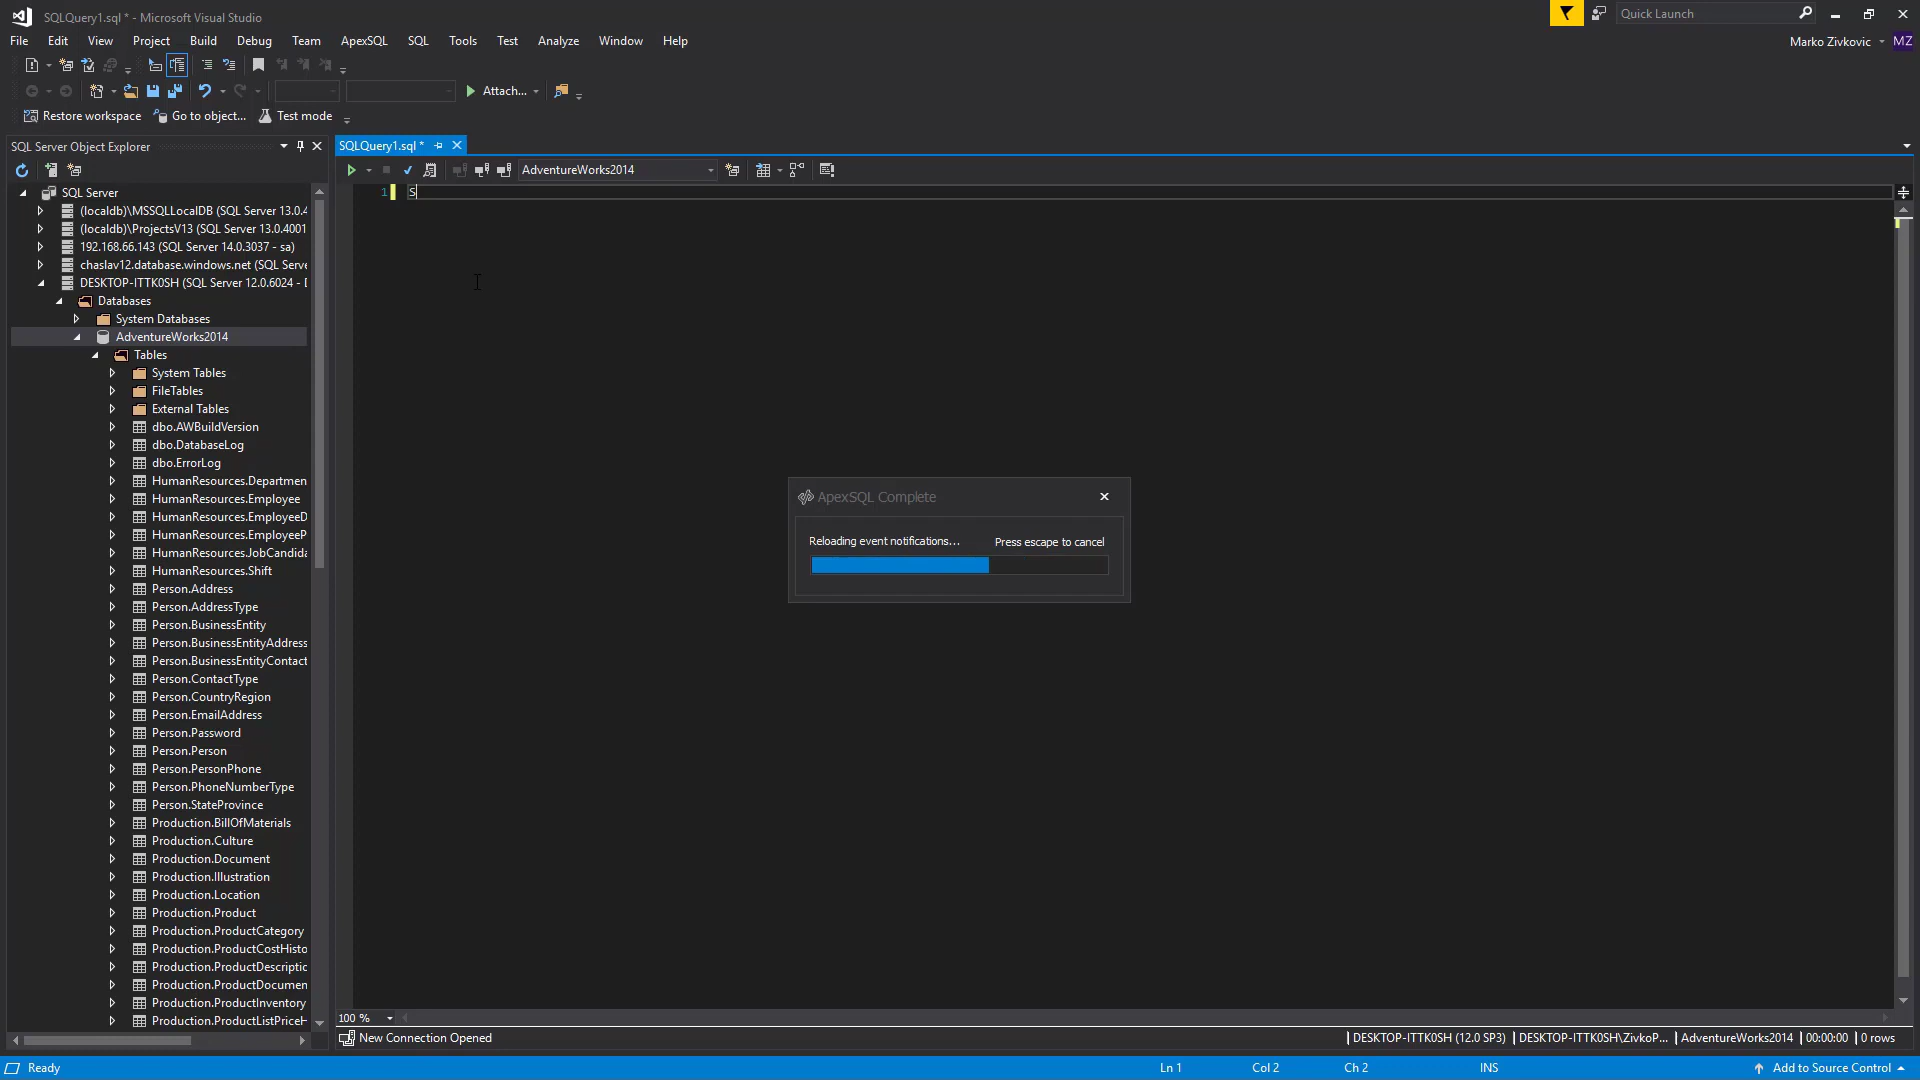 SQLQuery1.sql * - Microsoft Visual Studio
Quick Launch
File Edit View Project Build Debug Team ApexSQL SQL Tools Test Analyze Window Help
Marko Zivkovic MZ
Attach...
Restore workspace Go to object... Test mode
SQL Server Object Explorer
SQLQuery1.sql *
AdventureWorks2014
1 S
SQL Server
(localdb)\MSSQLLocalDB (SQL Server 13.0.4
(localdb)\ProjectsV13 (SQL Server 13.0.4001
192.168.66.143 (SQL Server 14.0.3037 - sa)
chaslav12.database.windows.net (SQL Serve
DESKTOP-ITTK0SH (SQL Server 12.0.6024 - D
Databases
System Databases
AdventureWorks2014
Tables
System Tables
FileTables
External Tables
dbo.AWBuildVersion
dbo.DatabaseLog
dbo.ErrorLog
HumanResources.Departmen
HumanResources.Employee
HumanResources.EmployeeD
HumanResources.EmployeeP
HumanResources.JobCandida
HumanResources.Shift
Person.Address
Person.AddressType
Person.BusinessEntity
Person.BusinessEntityAddress
Person.BusinessEntityContact
Person.ContactType
Person.CountryRegion
Person.EmailAddress
Person.Password
Person.Person
Person.PersonPhone
Person.PhoneNumberType
Person.StateProvince
Production.BillOfMaterials
Production.Culture
Production.Document
Production.Illustration
Production.Location
Production.Product
Production.ProductCategory
Production.ProductCostHisto
Production.ProductDescriptic
Production.ProductDocumen
Production.ProductInventory
Production.ProductListPriceH
ApexSQL Complete
Reloading event notifications... Press escape to cancel
100 %
New Connection Opened
DESKTOP-ITTK0SH (12.0 SP3) DESKTOP-ITTK0SH\ZivkoP... AdventureWorks2014 00:00:00 0 rows
Ready
Ln 1 Col 2 Ch 2 INS
Add to Source Control